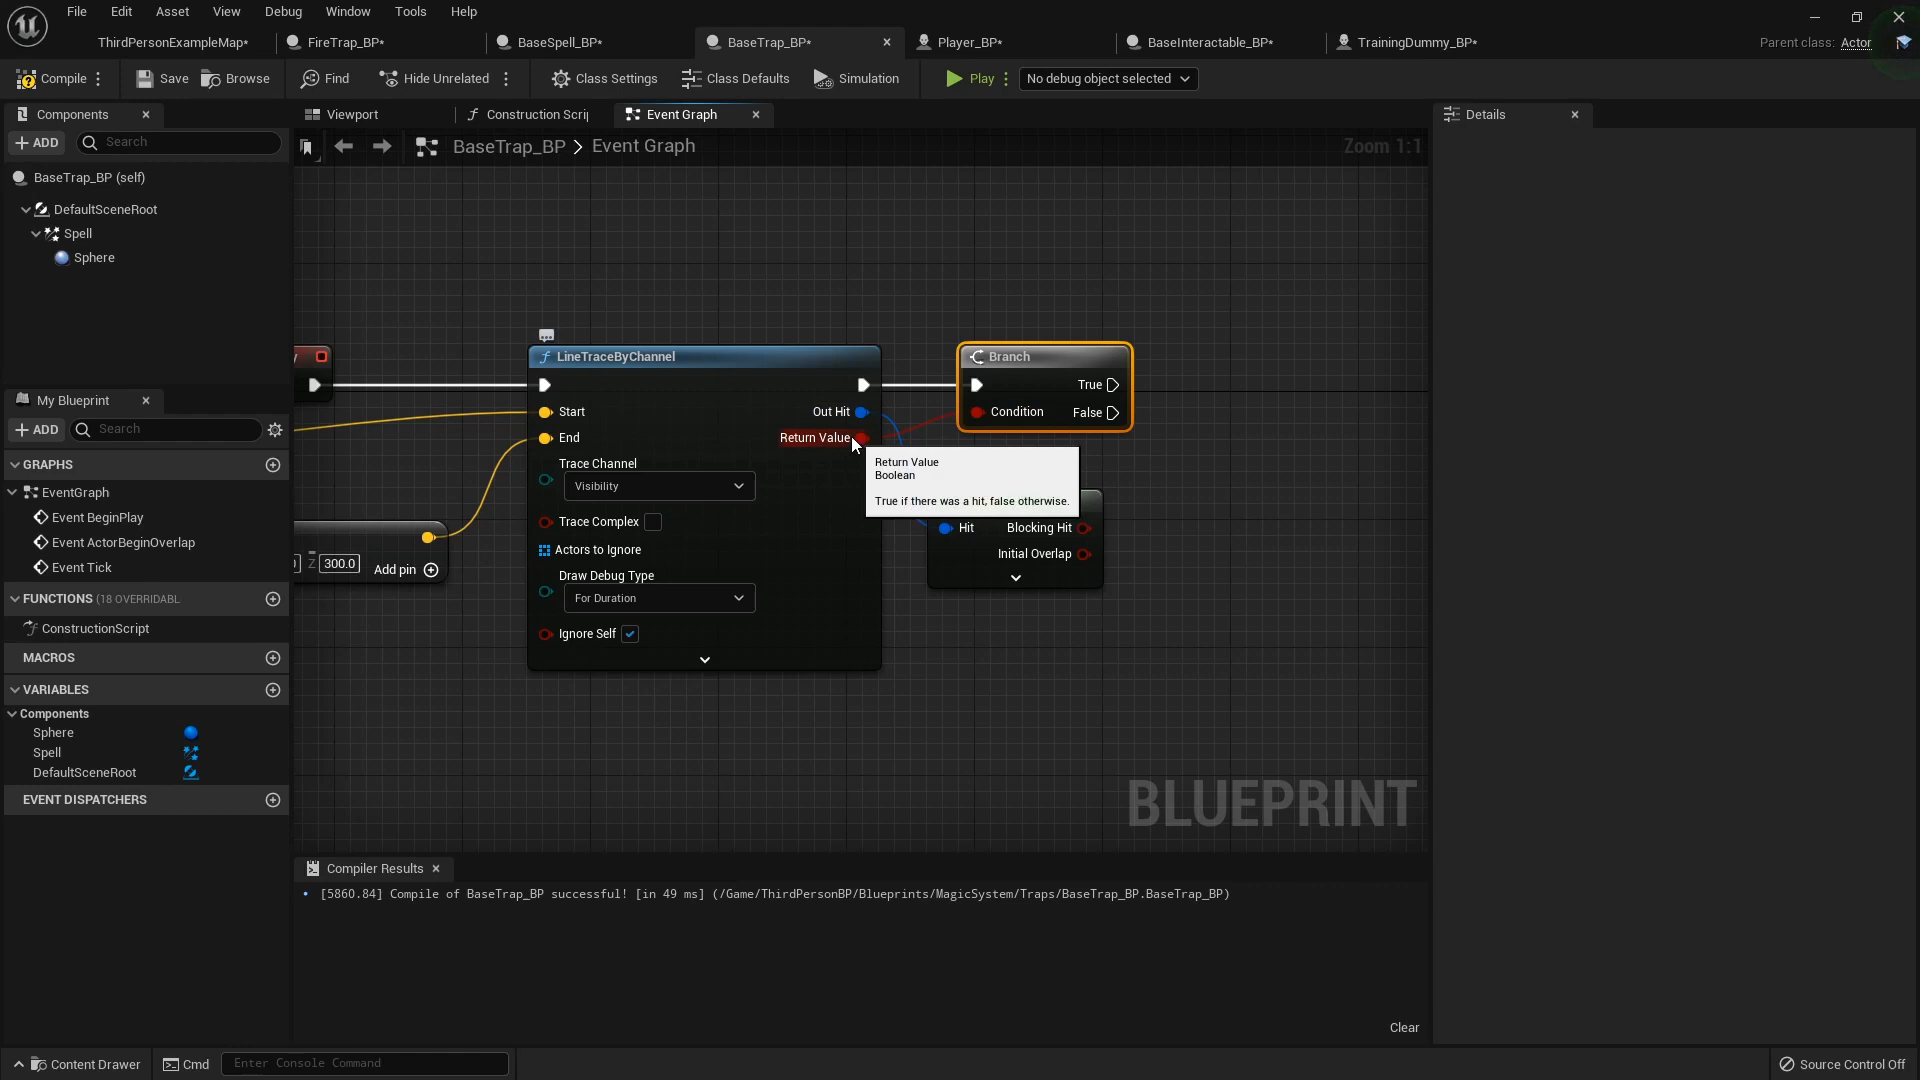 File Edit Asset View Debug Window Tools Help
ThirdPersonExampleMap* FireTrap_BP* BaseSpell_BP* BaseTrap_BP* Player_BP* BaseInteractable_BP* TrainingDummy_BP* Parent class: Actor
Compile Save Browse Find Hide Unrelated Class Settings Class Defaults Simulation Play No debug object selected
Components
ADD Search
BaseTrap_BP (self)
DefaultSceneRoot
Spell
Sphere
My Blueprint
ADD Search
GRAPHS
EventGraph
Event BeginPlay
Event ActorBeginOverlap
Event Tick
FUNCTIONS (18 OVERRIDABL
ConstructionScript
MACROS
VARIABLES
Components
Sphere
Spell
DefaultSceneRoot
EVENT DISPATCHERS
Viewport Construction Scri Event Graph
BaseTrap_BP > Event Graph Zoom 1:1
LineTraceByChannel
Start
End
Trace Channel
Visibility
Trace Complex
Actors to Ignore
Draw Debug Type
For Duration
Ignore Self
Out Hit
Return Value
Z 300.0
Add pin
Branch
True
Condition False
Return Value
Boolean
True if there was a hit, false otherwise.
Hit Blocking Hit
Initial Overlap
BLUEPRINT
Compiler Results
[5860.84] Compile of BaseTrap_BP successful! [in 49 ms] (/Game/ThirdPersonBP/Blueprints/MagicSystem/Traps/BaseTrap_BP.BaseTrap_BP)
Clear
Details
Content Drawer Cmd Enter Console Command Source Control Off